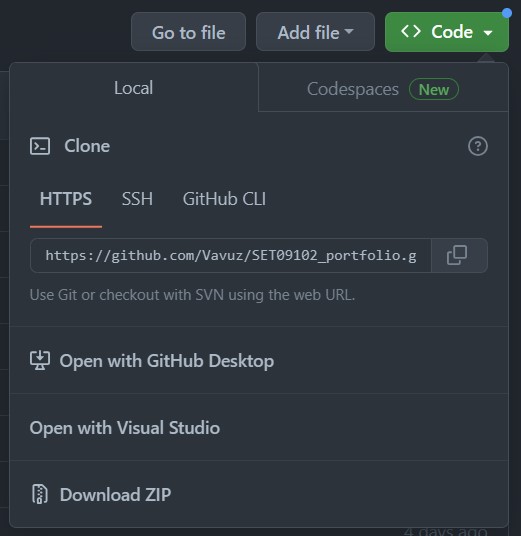 Go to file Add file Code
Local Codespaces New
Clone
HTTPS SSH GitHub CLI
https://github.com/Vavuz/SET09102_portfolio.g
Use Git or checkout with SVN using the web URL.
Open with GitHub Desktop
Open with Visual Studio
Download ZIP
4 days ago